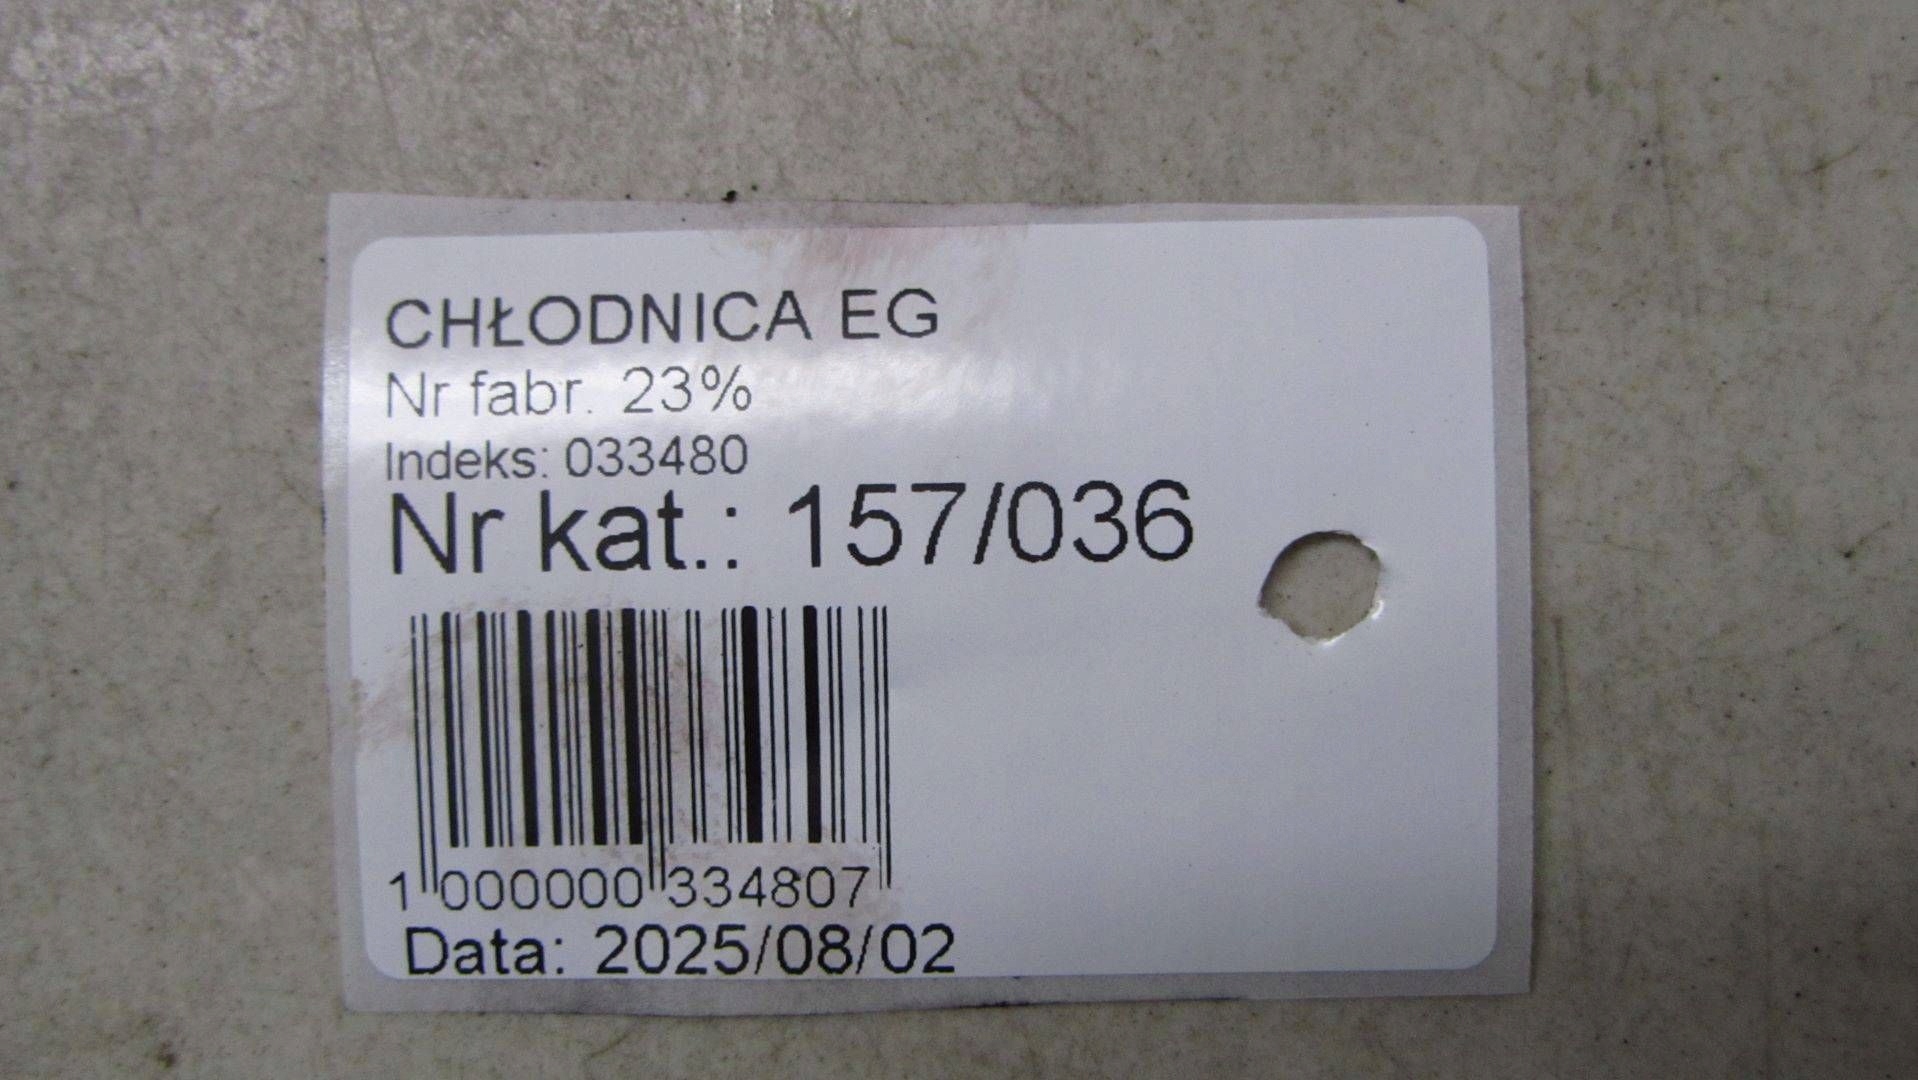 CHŁODNICA EG
Nr fabr. 23%
Indeks: 033480
Nr kat.: 157/036
1 000000 334807
Data: 2025/08/02